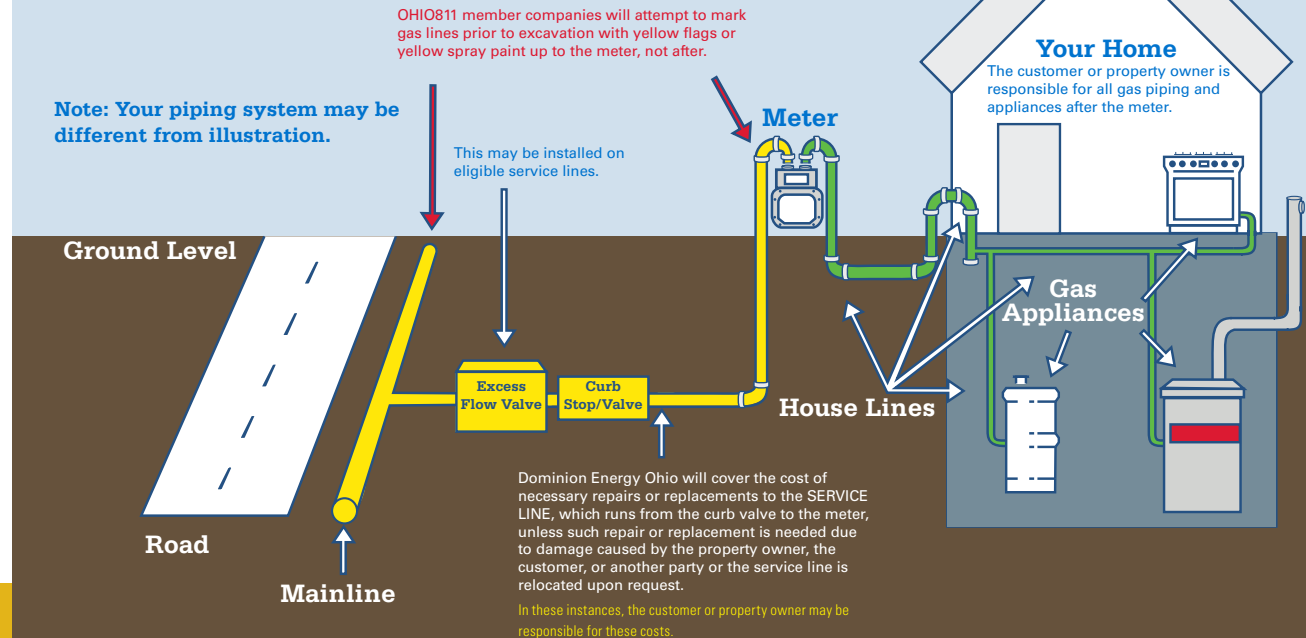 OHIO811 member companies will attempt to mark
gas lines prior to excavation with yellow flags or
yellow spray paint up to the meter, not after.
Your Home
The customer or property owner is
responsible for all gas piping and
appliances after the meter.
Note: Your piping system may be
different from illustration.
Meter
This may be installed on
eligible service lines.
Ground Level
Gas
Appliances
Excess
Flow Valve
Curb
Stop/Valve
House Lines
Dominion Energy Ohio will cover the cost of
necessary repairs or replacements to the SERVICE
LINE, which runs from the curb valve to the meter,
unless such repair or replacement is needed due
to damage caused by the property owner, the
customer, or another party or the service line is
relocated upon request.
In these instances, the customer or property owner may be
responsible for these costs.
Road
Mainline